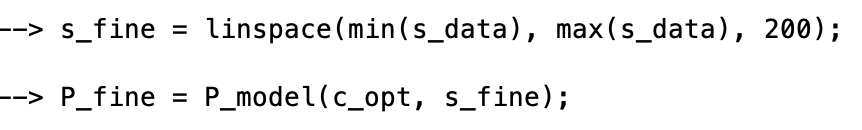 --> s_fine = linspace(min(s_data), max(s_data), 200);
--> P_fine = P_model(c_opt, s_fine);